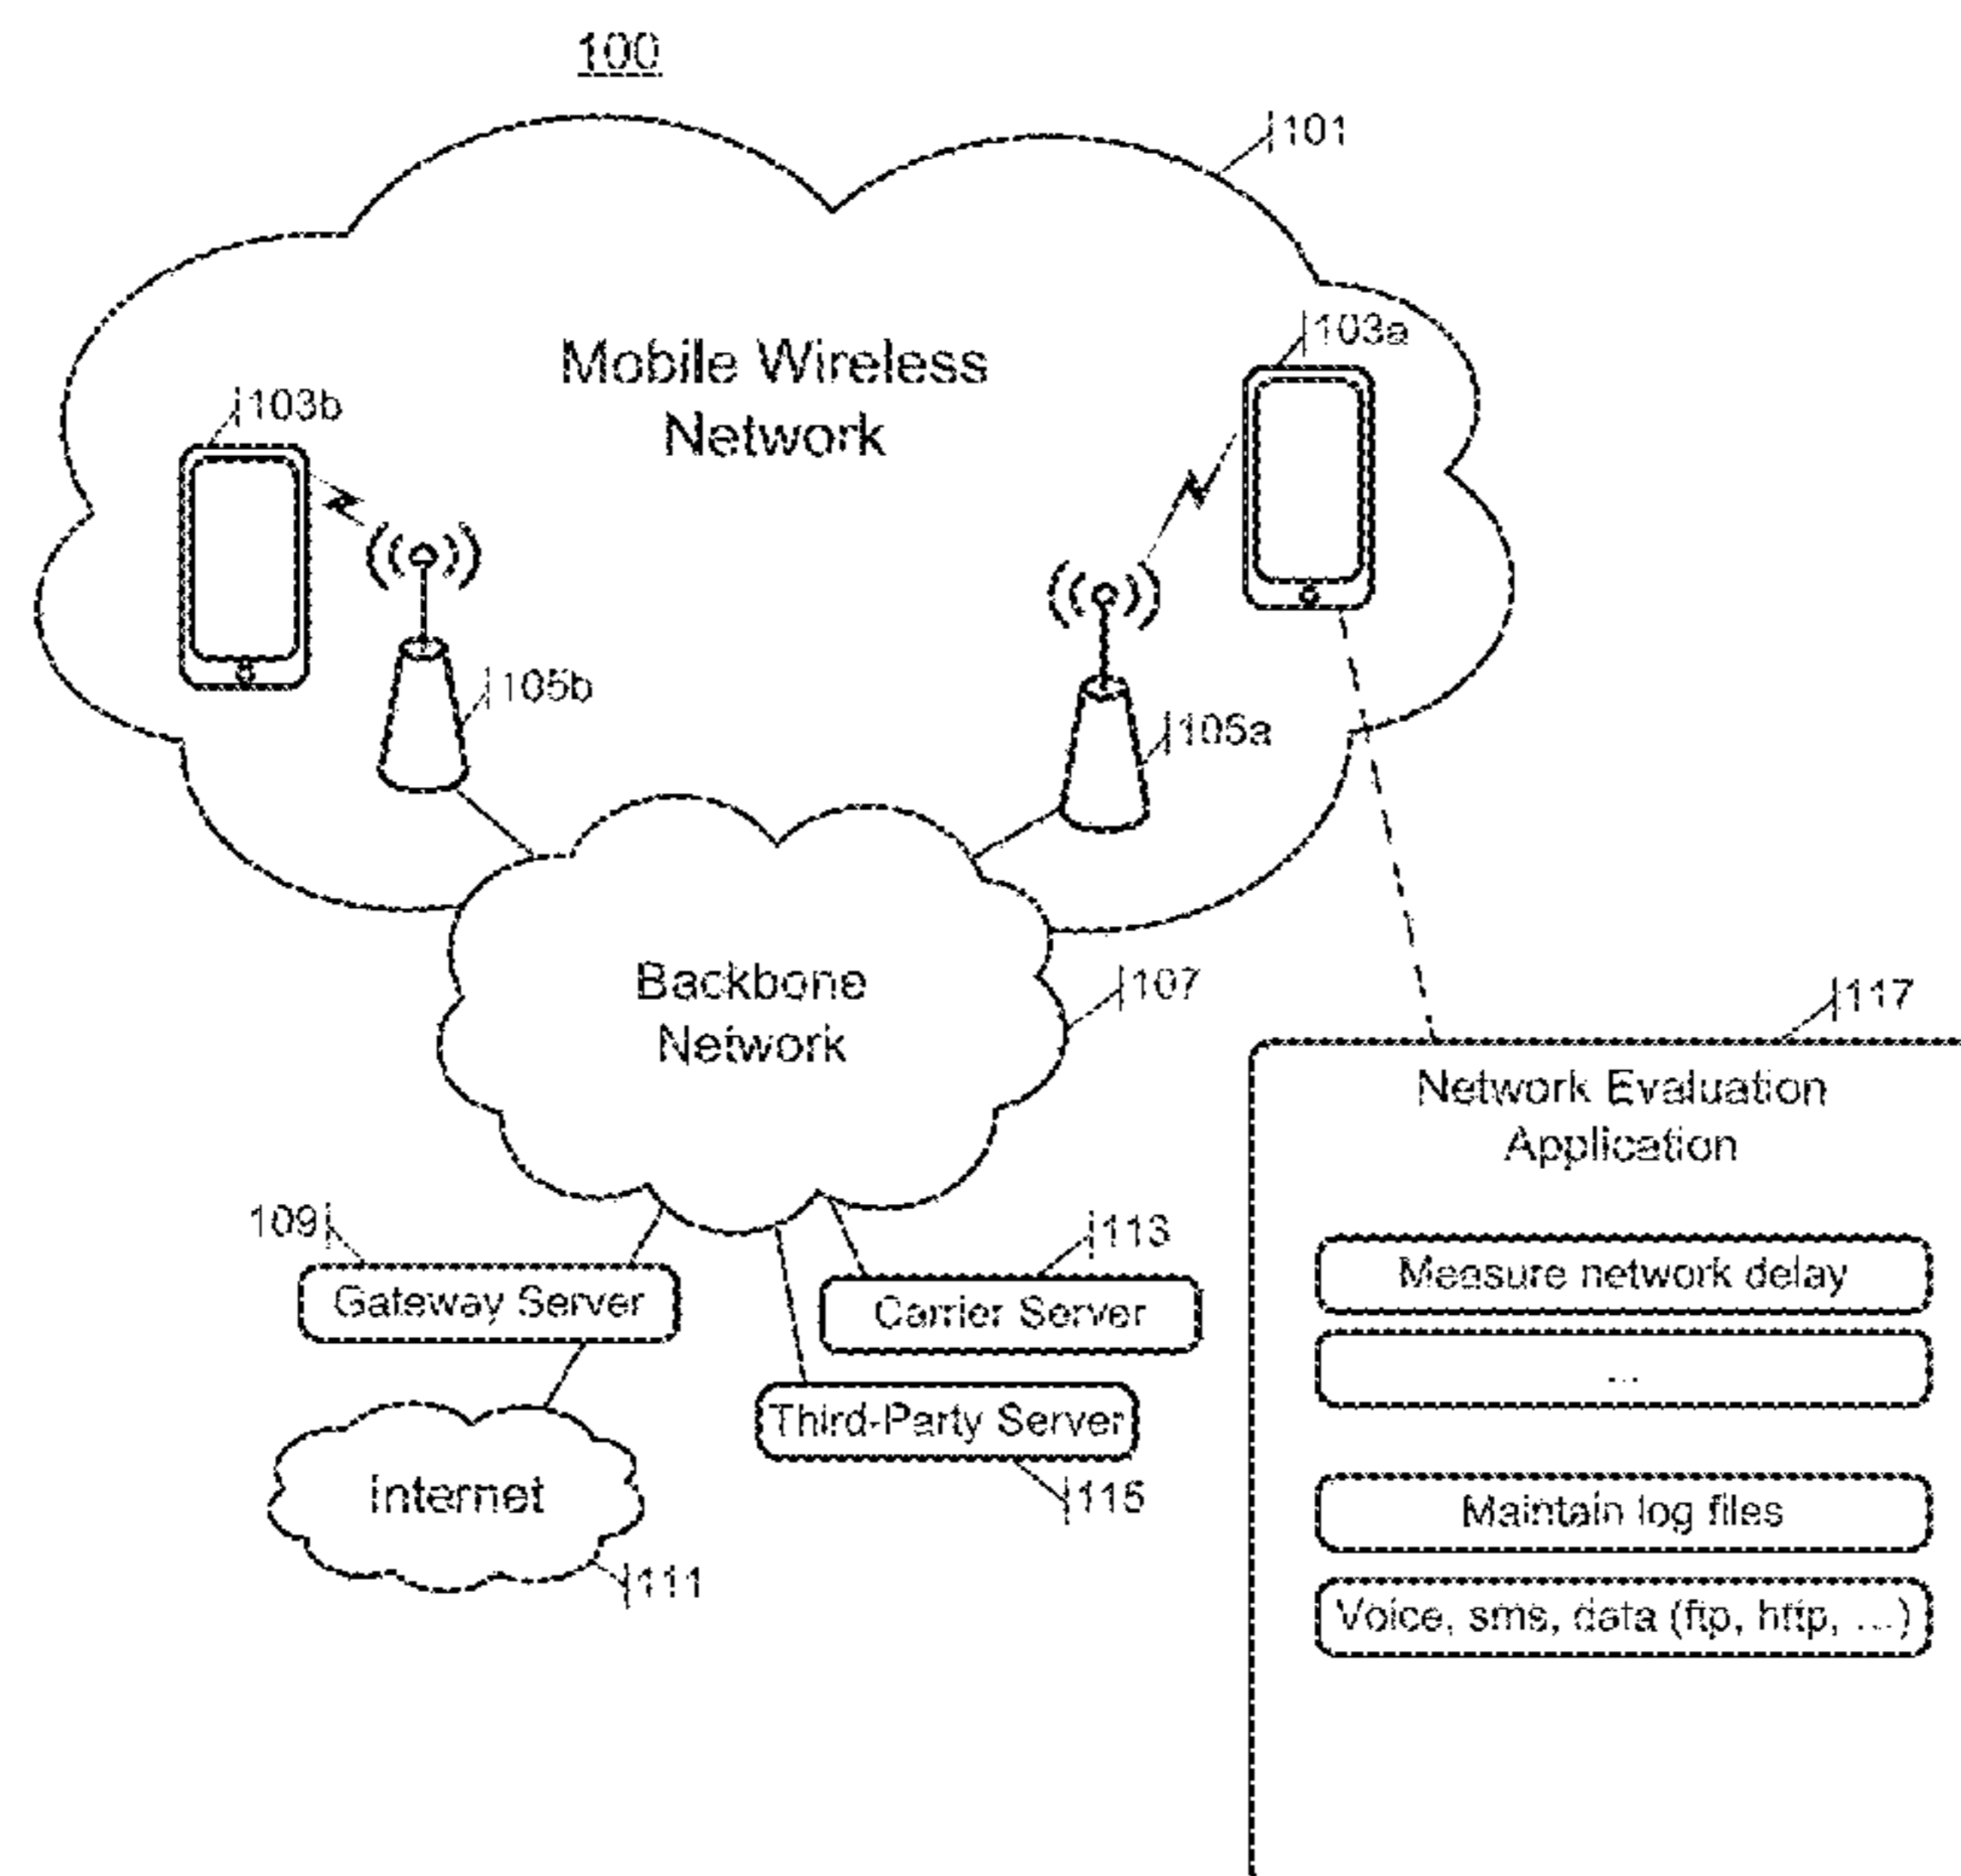 100
101
103a
Mobile Wireless
Network
103b
105b
105a
Backbone
Network
107
117
Network Evaluation
Application
109
113
Measure network delay
Gateway Server
Carrier Server
...
Third-Party Server
Internet
115
Maintain log files
111
Voice, sms, data (ftp, http, ...)